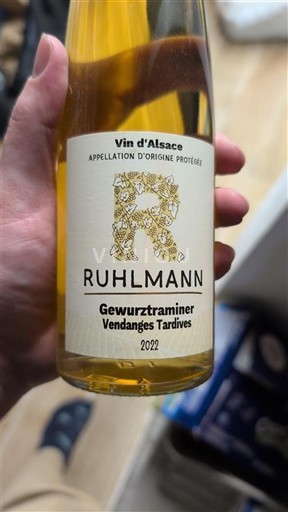 Vin d'Alsace
APPELLATION D'ORIGINE PROTÉGÉE
R
RUHLMANN
Gewurztraminer
Vendanges Tardives
2022